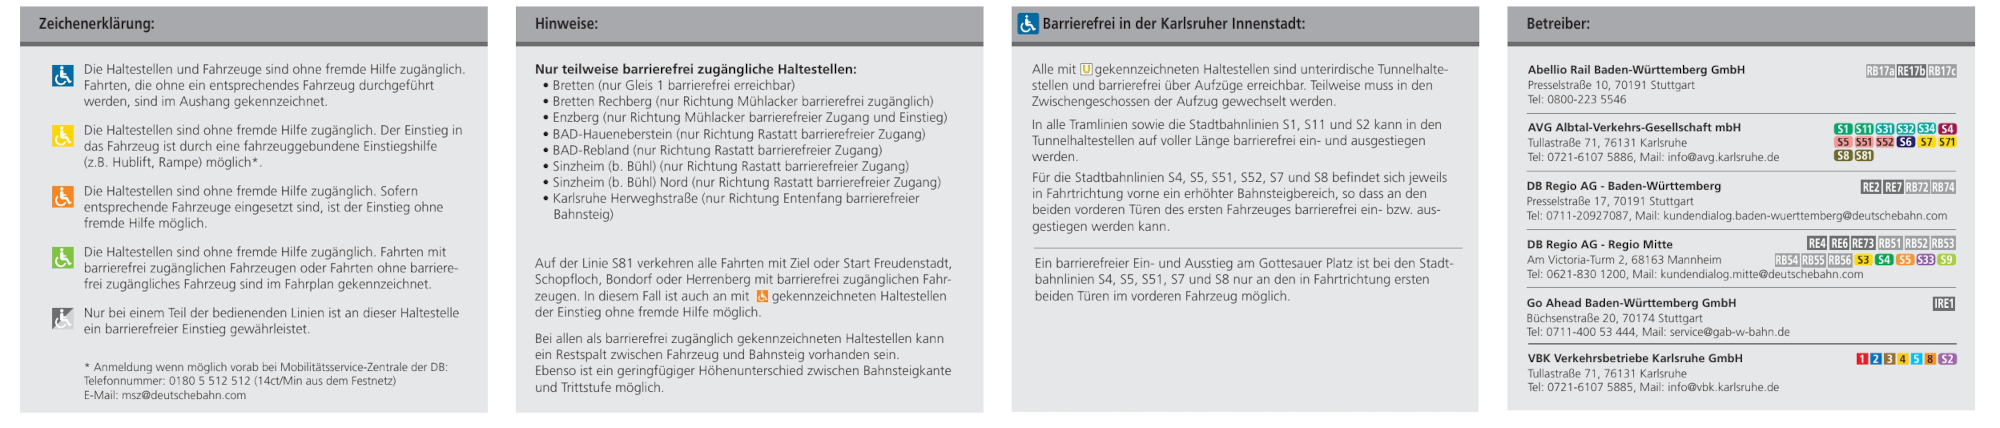 Zeichenerklärung:
Die Haltestellen und Fahrzeuge sind ohne fremde Hilfe zugänglich.
Fahrten, die ohne ein entsprechendes Fahrzeug durchgeführt
werden, sind im Aushang gekennzeichnet.
Die Haltestellen sind ohne fremde Hilfe zugänglich. Der Einstieg in
das Fahrzeug ist durch eine fahrzeuggebundene Einstiegshilfe
(z.B. Hublift, Rampe) möglich*.
Die Haltestellen sind ohne fremde Hilfe zugänglich. Sofern
entsprechende Fahrzeuge eingesetzt sind, ist der Einstieg ohne
fremde Hilfe möglich.
Die Haltestellen sind ohne fremde Hilfe zugänglich. Fahrten mit
barrierefrei zugänglichen Fahrzeugen oder Fahrten ohne barriere-
frei zugängliches Fahrzeug sind im Fahrplan gekennzeichnet.
Nur bei einem Teil der bedienenden Linien ist an dieser Haltestelle
ein barrierefreier Einstieg gewährleistet.
* Anmeldung wenn möglich vorab bei Mobilitätsservice-Zentrale der DB:
Telefonnummer: 0180 5 512 512 (14ct/Min aus dem Festnetz)
E-Mail: msz@deutschebahn.com
Hinweise:
Nur teilweise barrierefrei zugängliche Haltestellen:
• Bretten (nur Gleis 1 barrierefrei erreichbar)
• Bretten Rechberg (nur Richtung Mühlacker barrierefrei zugänglich)
• Enzberg (nur Richtung Mühlacker barrierefreier Zugang und Einstieg)
• BAD-Haueneberstein (nur Richtung Rastatt barrierefreier Zugang)
• BAD-Rebland (nur Richtung Rastatt barrierefreier Zugang)
• Sinzheim (b. Bühl) (nur Richtung Rastatt barrierefreier Zugang)
• Sinzheim (b. Bühl) Nord (nur Richtung Rastatt barrierefreier Zugang)
• Karlsruhe Herweghstraße (nur Richtung Entenfang barrierefreier
Bahnsteig)
Auf der Linie S81 verkehren alle Fahrten mit Ziel oder Start Freudenstadt,
Schopfloch, Bondorf oder Herrenberg mit barrierefrei zugänglichen Fahr-
zeugen. In diesem Fall ist auch an mit gekennzeichneten Haltestellen
der Einstieg ohne fremde Hilfe möglich.
Bei allen als barrierefrei zugänglich gekennzeichneten Haltestellen kann
ein Restspalt zwischen Fahrzeug und Bahnsteig vorhanden sein.
Ebenso ist ein geringfügiger Höhenunterschied zwischen Bahnsteigkante
und Trittstufe möglich.
Barrierefrei in der Karlsruher Innenstadt:
Alle mit U gekennzeichneten Haltestellen sind unterirdische Tunnelhalte-
stellen und barrierefrei über Aufzüge erreichbar. Teilweise muss in den
Zwischengeschossen der Aufzug gewechselt werden.
In alle Tramlinien sowie die Stadtbahnlinien S1, S11 und S2 kann in den
Tunnelhaltestellen auf voller Länge barrierefrei ein- und ausgestiegen
werden.
Für die Stadtbahnlinien S4, S5, S51, S52, S7 und S8 befindet sich jeweils
in Fahrtrichtung vorne ein erhöhter Bahnsteigbereich, so dass an den
beiden vorderen Türen des ersten Fahrzeuges barrierefrei ein- bzw. aus-
gestiegen werden kann.
Ein barrierefreier Ein- und Ausstieg am Gottesauer Platz ist bei den Stadt-
bahnlinien S4, S5, S51, S7 und S8 nur an den in Fahrtrichtung ersten
beiden Türen im vorderen Fahrzeug möglich.
Betreiber:
Abellio Rail Baden-Württemberg GmbH RB17a RE17b RB17c
Presselstraße 10, 70191 Stuttgart
Tel: 0800-223 5546
AVG Albtal-Verkehrs-Gesellschaft mbH S1 S11 S31 S32 S34 S4
Tullastraße 71, 76131 Karlsruhe S5 S51 S52 S6 S7 S71
Tel: 0721-6107 5886, Mail: info@avg.karlsruhe.de S8 S81
DB Regio AG - Baden-Württemberg RE2 RE7 RB72 RB74
Presselstraße 17, 70191 Stuttgart
Tel: 0711-20927087, Mail: kundendialog.baden-wuerttemberg@deutschebahn.com
DB Regio AG - Regio Mitte RE4 RE6 RE73 RB51 RB52 RB53
Am Victoria-Turm 2, 68163 Mannheim RB54 RB55 RB56 S3 S4 S5 S33 S9
Tel: 0621-830 1200, Mail: kundendialog.mitte@deutschebahn.com
Go Ahead Baden-Württemberg GmbH IRE1
Büchsenstraße 20, 70174 Stuttgart
Tel: 0711-400 53 444, Mail: service@gab-w-bahn.de
VBK Verkehrsbetriebe Karlsruhe GmbH 1 2 3 4 5 8 S2
Tullastraße 71, 76131 Karlsruhe
Tel: 0721-6107 5885, Mail: info@vbk.karlsruhe.de